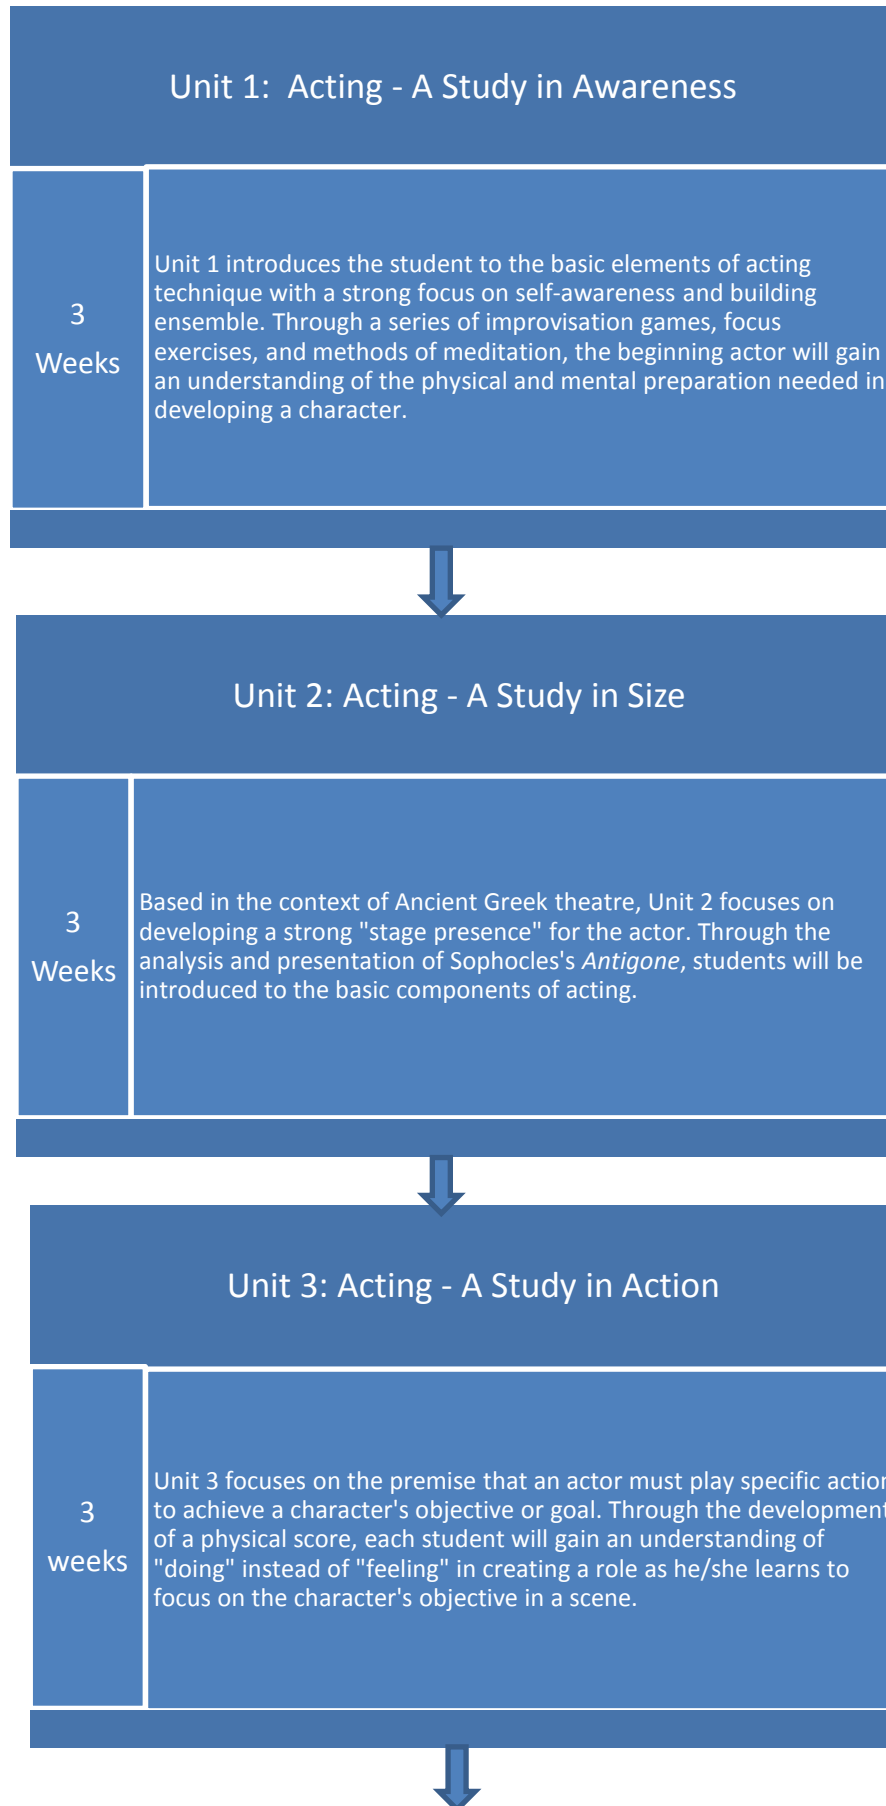 Unit 1:  Acting - A Study in Awareness
3
Weeks
Unit 1 introduces the student to the basic elements of acting
technique with a strong focus on self-awareness and building
ensemble. Through a series of improvisation games, focus
exercises, and methods of meditation, the beginning actor will gain
an understanding of the physical and mental preparation needed in
developing a character.
Unit 2: Acting - A Study in Size
3
Weeks
Based in the context of Ancient Greek theatre, Unit 2 focuses on
developing a strong "stage presence" for the actor. Through the
analysis and presentation of Sophocles's Antigone, students will be
introduced to the basic components of acting.
Unit 3: Acting - A Study in Action
3
weeks
Unit 3 focuses on the premise that an actor must play specific action
to achieve a character's objective or goal. Through the development
of a physical score, each student will gain an understanding of
"doing" instead of "feeling" in creating a role as he/she learns to
focus on the character's objective in a scene.